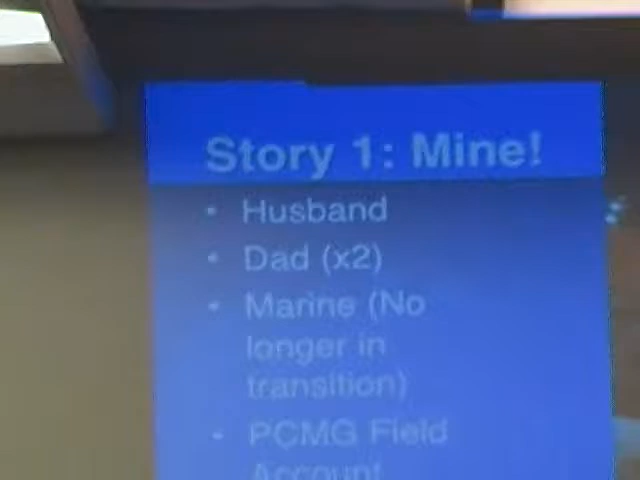 Story 1: Mine!
• Husband
• Dad (x2)
• Marine (No
longer in
transition)
• PCMG Field
Account